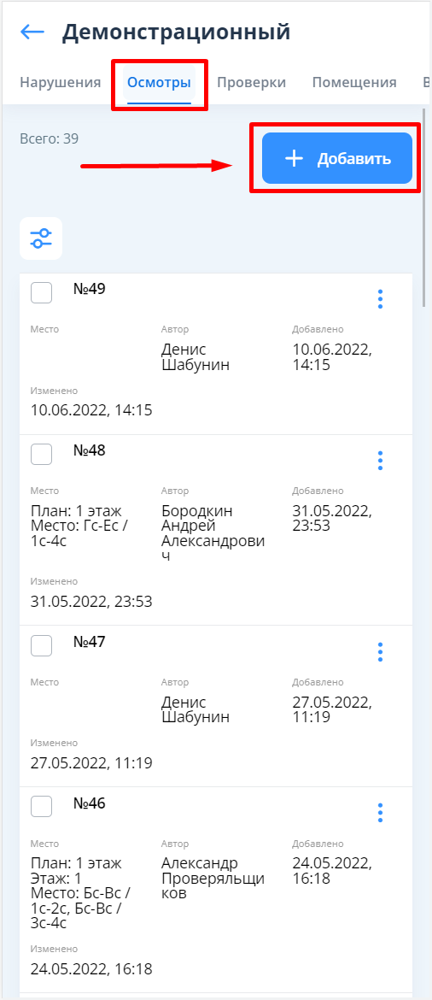 Демонстрационный
Нарушения Осмотры Проверки Помещения В
Всего: 39
Добавить
№49
Место Автор Добавлено
Денис 10.06.2022,
Шабунин 14:15
Изменено
10.06.2022, 14:15
№48
Место Автор Добавлено
План: 1 этаж Бородкин 31.05.2022,
Место: Гс-Ес / Андрей 23:53
1с-4с Александрови
ч
Изменено
31.05.2022, 23:53
№47
Место Автор Добавлено
Денис 27.05.2022,
Шабунин 11:19
Изменено
27.05.2022, 11:19
№46
Место Автор Добавлено
План: 1 этаж Александр 24.05.2022,
Этаж: 1 Проверяльщи 16:18
Место: Бс-Вс / ков
1с-2с, Бс-Вс /
3с-4с
Изменено
24.05.2022, 16:18